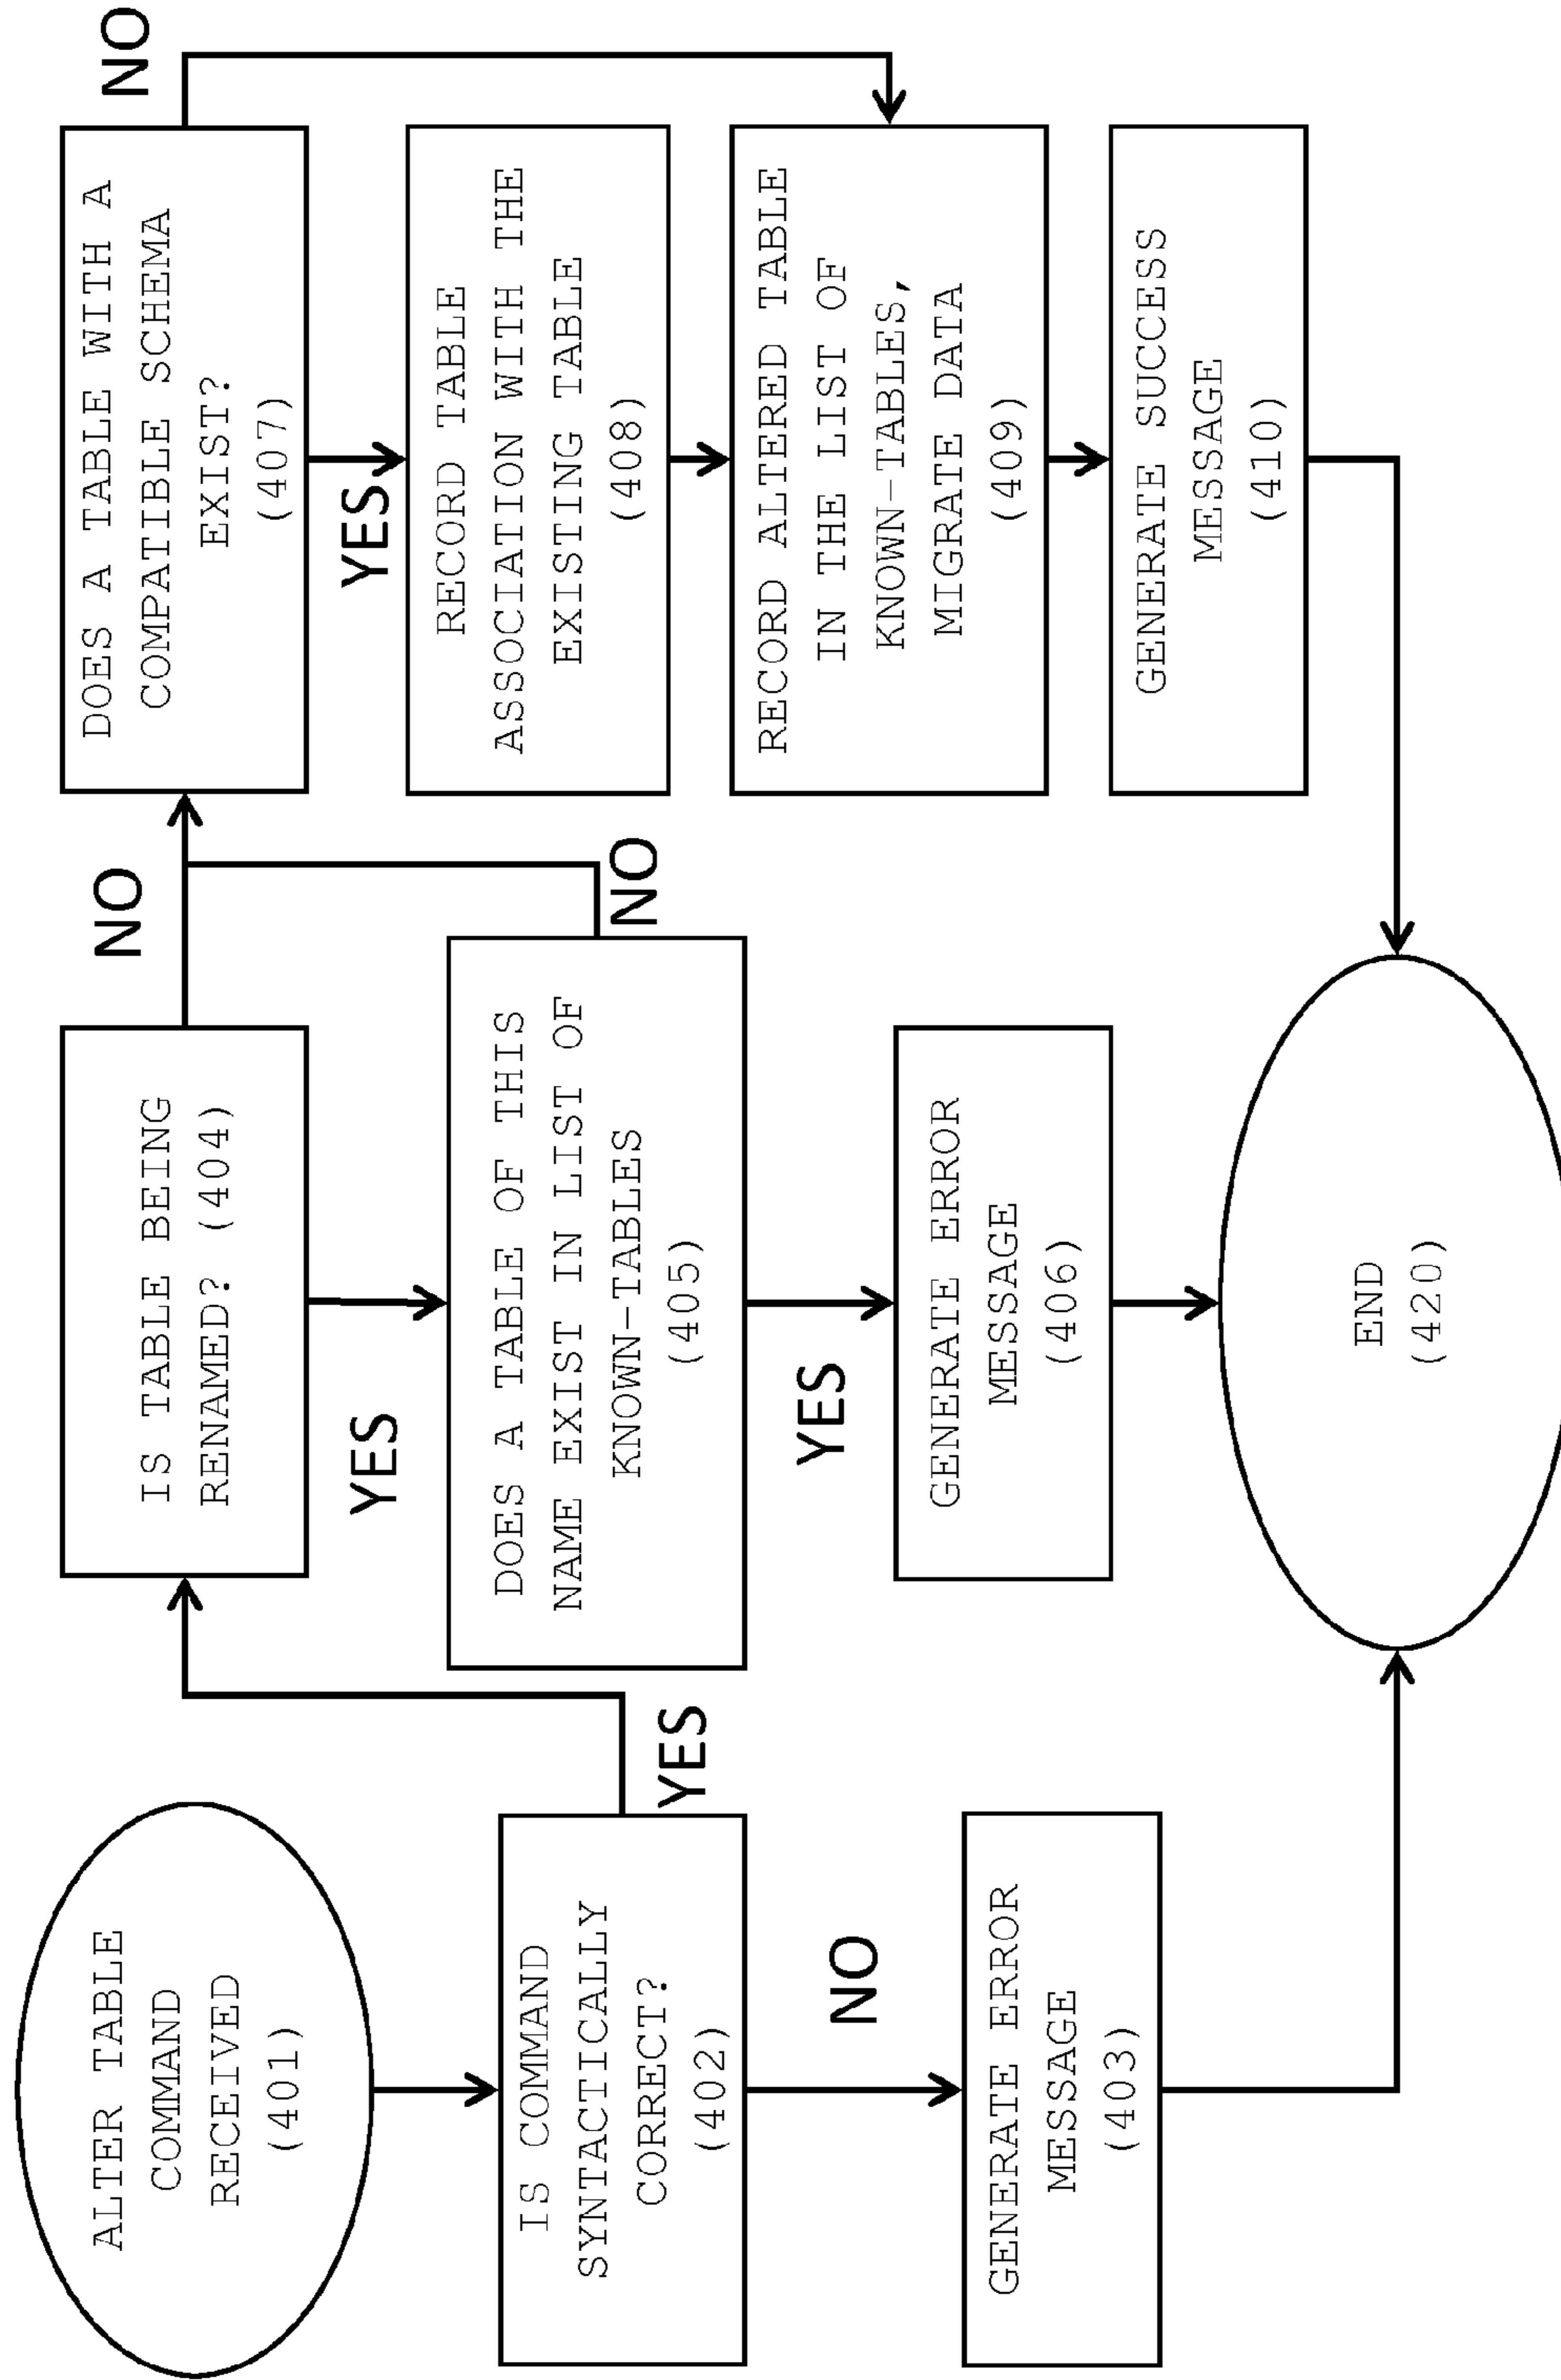 ALTER TABLE
COMMAND
RECEIVED
(401)
IS COMMAND
SYNTACTICALLY
CORRECT?
(402)
YES
NO
GENERATE ERROR
MESSAGE
(403)
IS TABLE BEING
RENAMED? (404)
NO
YES
DOES A TABLE OF THIS
NAME EXIST IN LIST OF
KNOWN-TABLES
(405)
NO
YES
GENERATE ERROR
MESSAGE
(406)
DOES A TABLE WITH A
COMPATIBLE SCHEMA
EXIST?
(407)
NO
YES
RECORD TABLE
ASSOCIATION WITH THE
EXISTING TABLE
(408)
RECORD ALTERED TABLE
IN THE LIST OF
KNOWN-TABLES,
MIGRATE DATA
(409)
GENERATE SUCCESS
MESSAGE
(410)
END
(420)